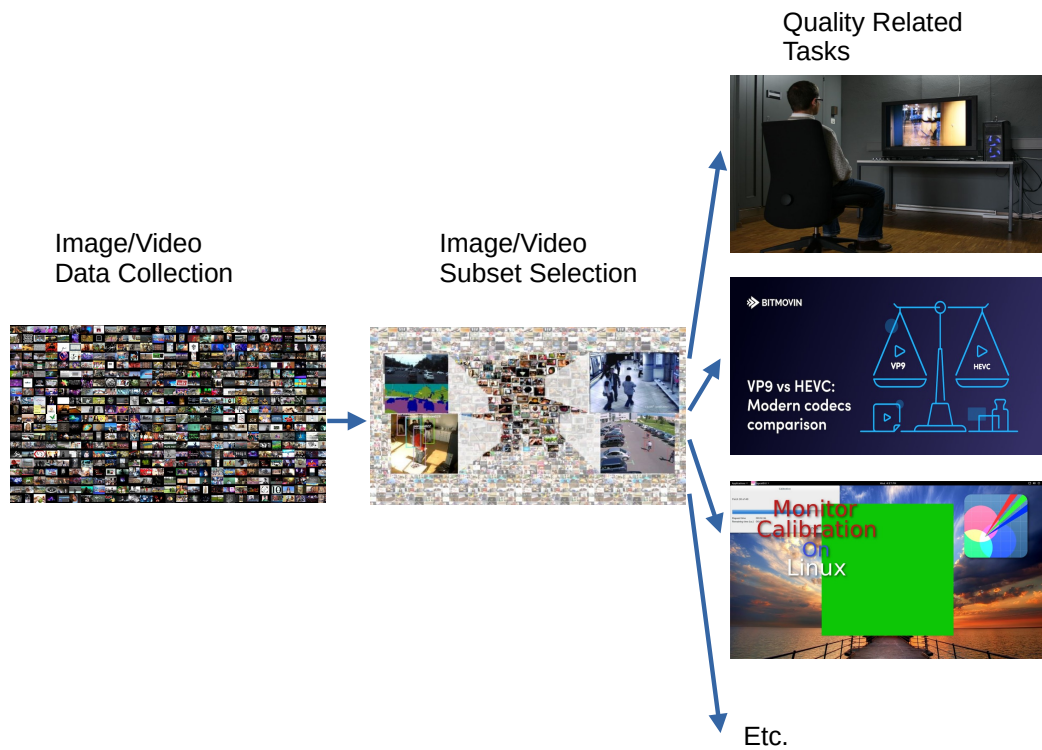 Quality Related
Tasks
Image/Video
Data Collection
Image/Video
Subset Selection
BITMOVIN
VP9
HEVC
VP9 vs HEVC:
Modern codecs
comparison
Monitor
Calibration
On
Linux
Etc.